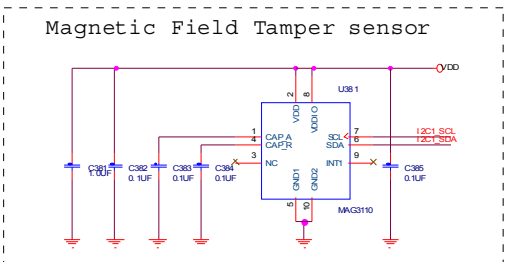 Magnetic Field Tamper sensor
VDD
U381
2 8
VDD VDDIO
1 CAP_A SCL 7 I2C1_SCL
4 CAP_R SDA 6 I2C1_SDA
3 NC INT1 9
C381 C382 C383 C384 C385
1.0UF 0.1UF 0.1UF 0.1UF 0.1UF
GND1 GND2
5 10
MAG3110